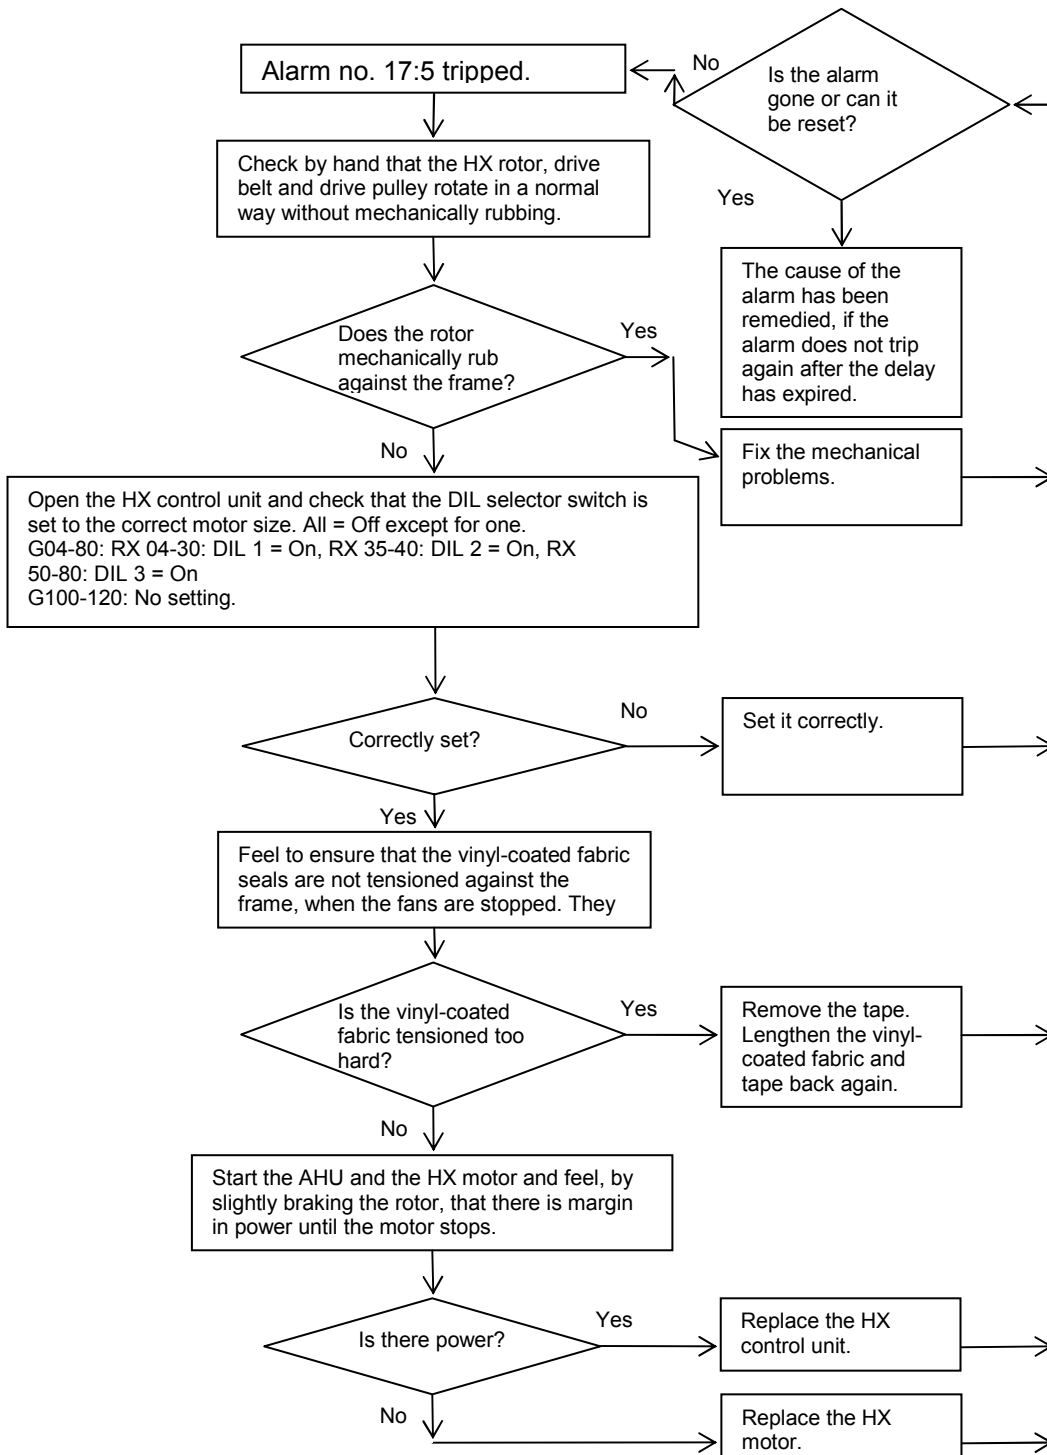 Alarm no. 17:5 tripped.
No
Is the alarm
gone or can it
be reset?
Check by hand that the HX rotor, drive
belt and drive pulley rotate in a normal
way without mechanically rubbing.
Yes
The cause of the
alarm has been
remedied, if the
alarm does not trip
again after the delay
has expired.
Does the rotor
mechanically rub
against the frame?
Yes
Fix the mechanical
problems.
No
Open the HX control unit and check that the DIL selector switch is
set to the correct motor size. All = Off except for one.
G04-80: RX 04-30: DIL 1 = On, RX 35-40: DIL 2 = On, RX
50-80: DIL 3 = On
G100-120: No setting.
Correctly set?
No
Set it correctly.
Yes
Feel to ensure that the vinyl-coated fabric
seals are not tensioned against the
frame, when the fans are stopped. They
Is the vinyl-coated
fabric tensioned too
hard?
Yes
Remove the tape.
Lengthen the vinyl-
coated fabric and
tape back again.
No
Start the AHU and the HX motor and feel, by
slightly braking the rotor, that there is margin
in power until the motor stops.
Is there power?
Yes
Replace the HX
control unit.
No
Replace the HX
motor.